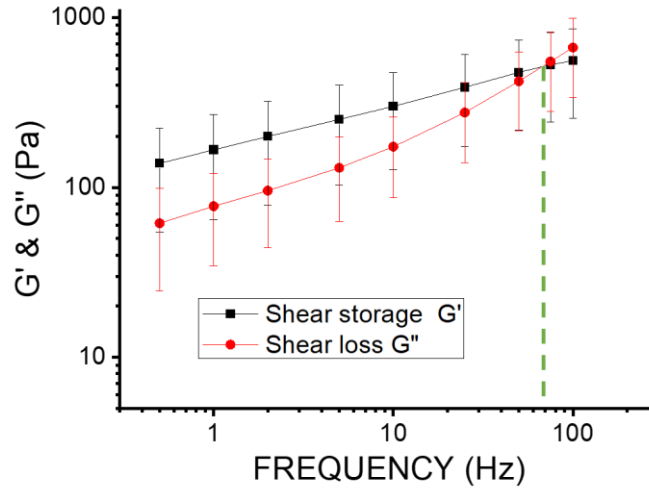 1000
100
10
G' & G" (Pa)
Shear storage G'
Shear loss G"
1
10
100
FREQUENCY (Hz)